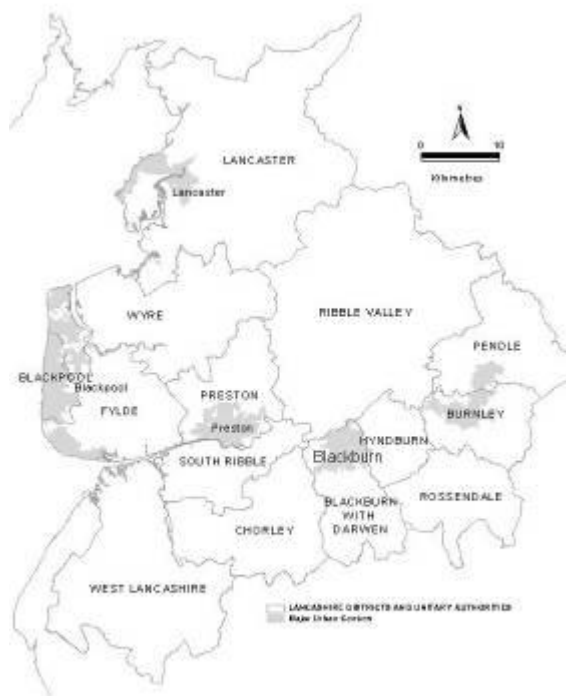 LANCASTER
Lancaster
0 10
Kilometres
WYRE
RIBBLE VALLEY
PENDLE
BLACKPOOL
Blackpool
FYLDE
PRESTON
Preston
BURNLEY
HYNDBURN
SOUTH RIBBLE
Blackburn
ROSSENDALE
BLACKBURN
WITH
DARWEN
CHORLEY
WEST LANCASHIRE
LANCASHIRE DISTRICTS AND UNITARY AUTHORITIES
Major Urban Centres